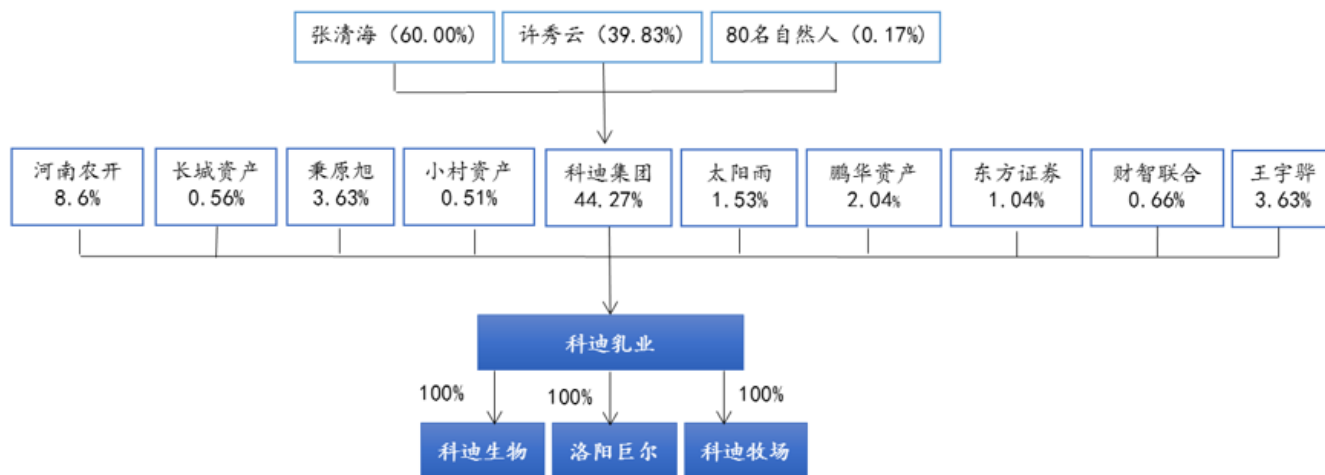 张清海（60.00%）
许秀云（39.83%）
80名自然人（0.17%）
河南农开
8.6%
长城资产
0.56%
秉原旭
3.63%
小村资产
0.51%
科迪集团
44.27%
太阳雨
1.53%
鹏华资产
2.04%
东方证券
1.04%
财智联合
0.66%
王宇骅
3.63%
科迪乳业
100%
100%
100%
科迪生物
洛阳巨尔
科迪牧场